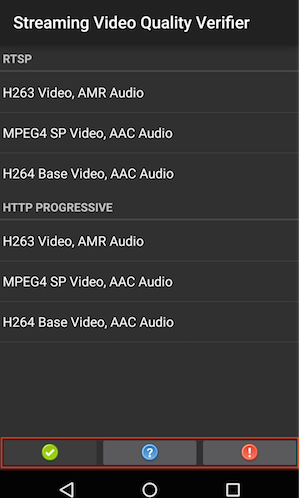 Streaming Video Quality Verifier
RTSP
H263 Video, AMR Audio
MPEG4 SP Video, AAC Audio
H264 Base Video, AAC Audio
HTTP PROGRESSIVE
H263 Video, AMR Audio
MPEG4 SP Video, AAC Audio
H264 Base Video, AAC Audio